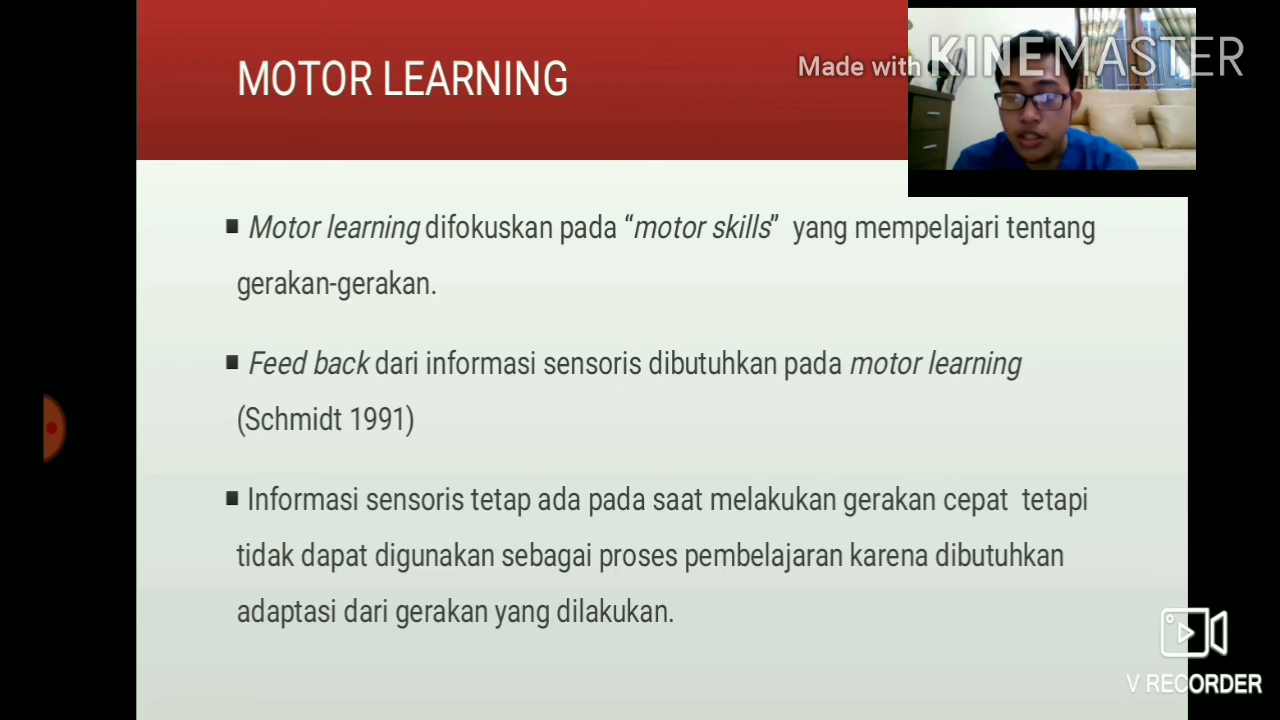 MOTOR LEARNING
Made with KINEMASTER
▪ Motor learning difokuskan pada “motor skills” yang mempelajari tentang
gerakan-gerakan.
▪ Feed back dari informasi sensoris dibutuhkan pada motor learning
(Schmidt 1991)
▪ Informasi sensoris tetap ada pada saat melakukan gerakan cepat tetapi
tidak dapat digunakan sebagai proses pembelajaran karena dibutuhkan
adaptasi dari gerakan yang dilakukan.
V RECORDER